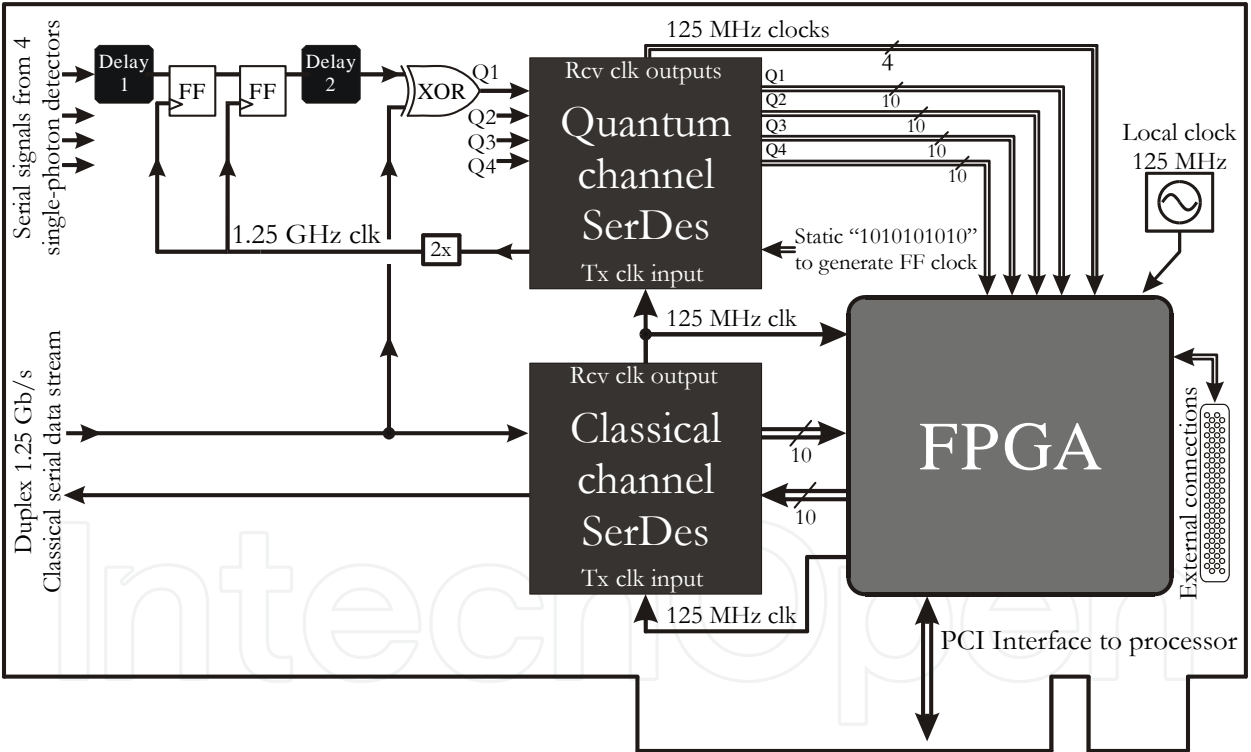 125 MHz clocks
4
Serial signals from 4
single-photon detectors
Delay
1
FF
FF
Delay
2
XOR
Q1
Q2
Q3
Q4
Rcv clk outputs
Quantum
channel
SerDes
Tx clk input
Q1
10
Q2
10
Q3
10
Q4
10
Local clock
125 MHz
1.25 GHz clk
2x
Static “1010101010”
to generate FF clock
125 MHz clk
Duplex 1.25 Gb/s
Classical serial data stream
Rcv clk output
Classical
channel
SerDes
Tx clk input
10
10
FPGA
External connections
125 MHz clk
PCI Interface to processor
IntechOpen